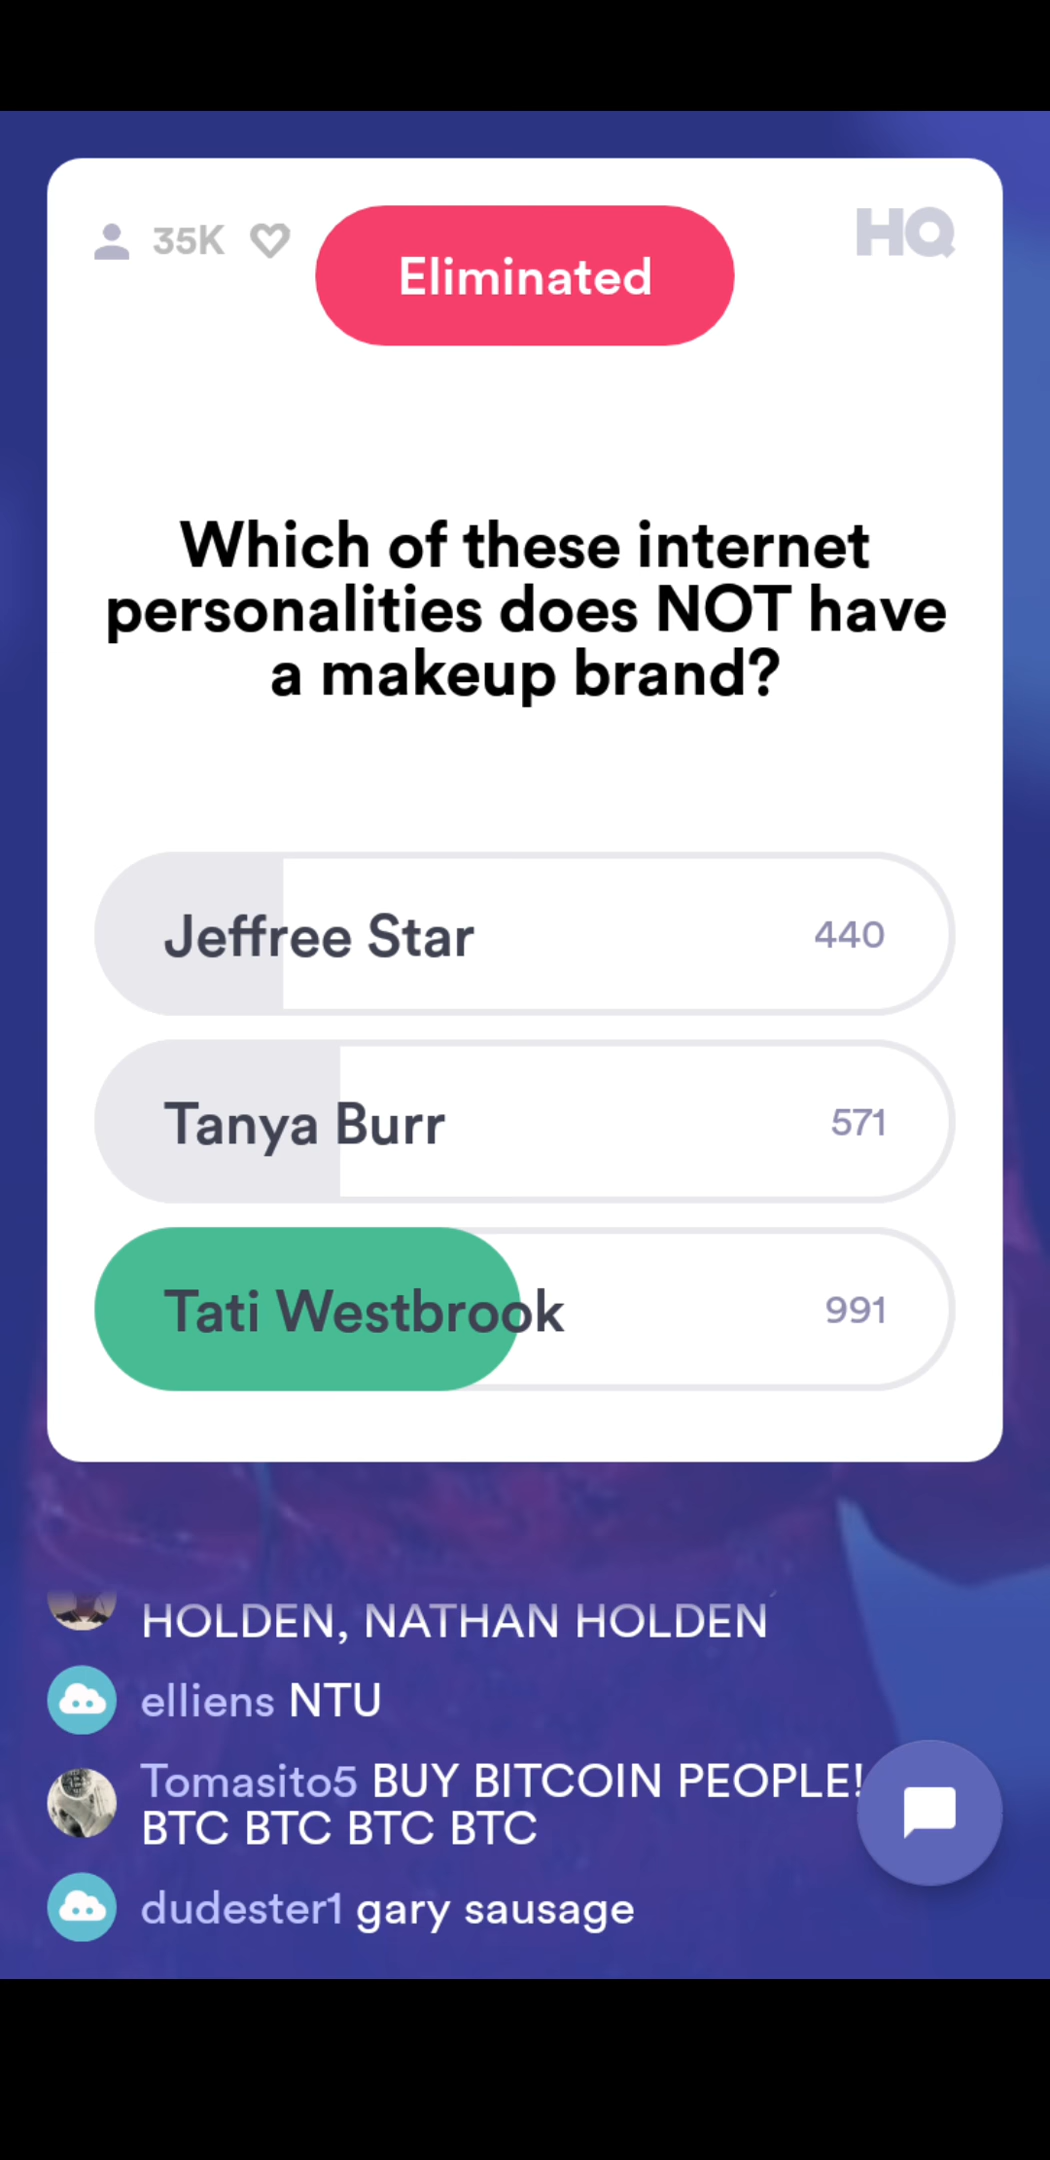 35K
Eliminated
HQ
Which of these internet
personalities does NOT have
a makeup brand?
Jeffree Star 440
Tanya Burr 571
Tati Westbrook 991
HOLDEN, NATHAN HOLDEN
elliens NTU
Tomasito5 BUY BITCOIN PEOPLE!
BTC BTC BTC BTC
dudester1 gary sausage